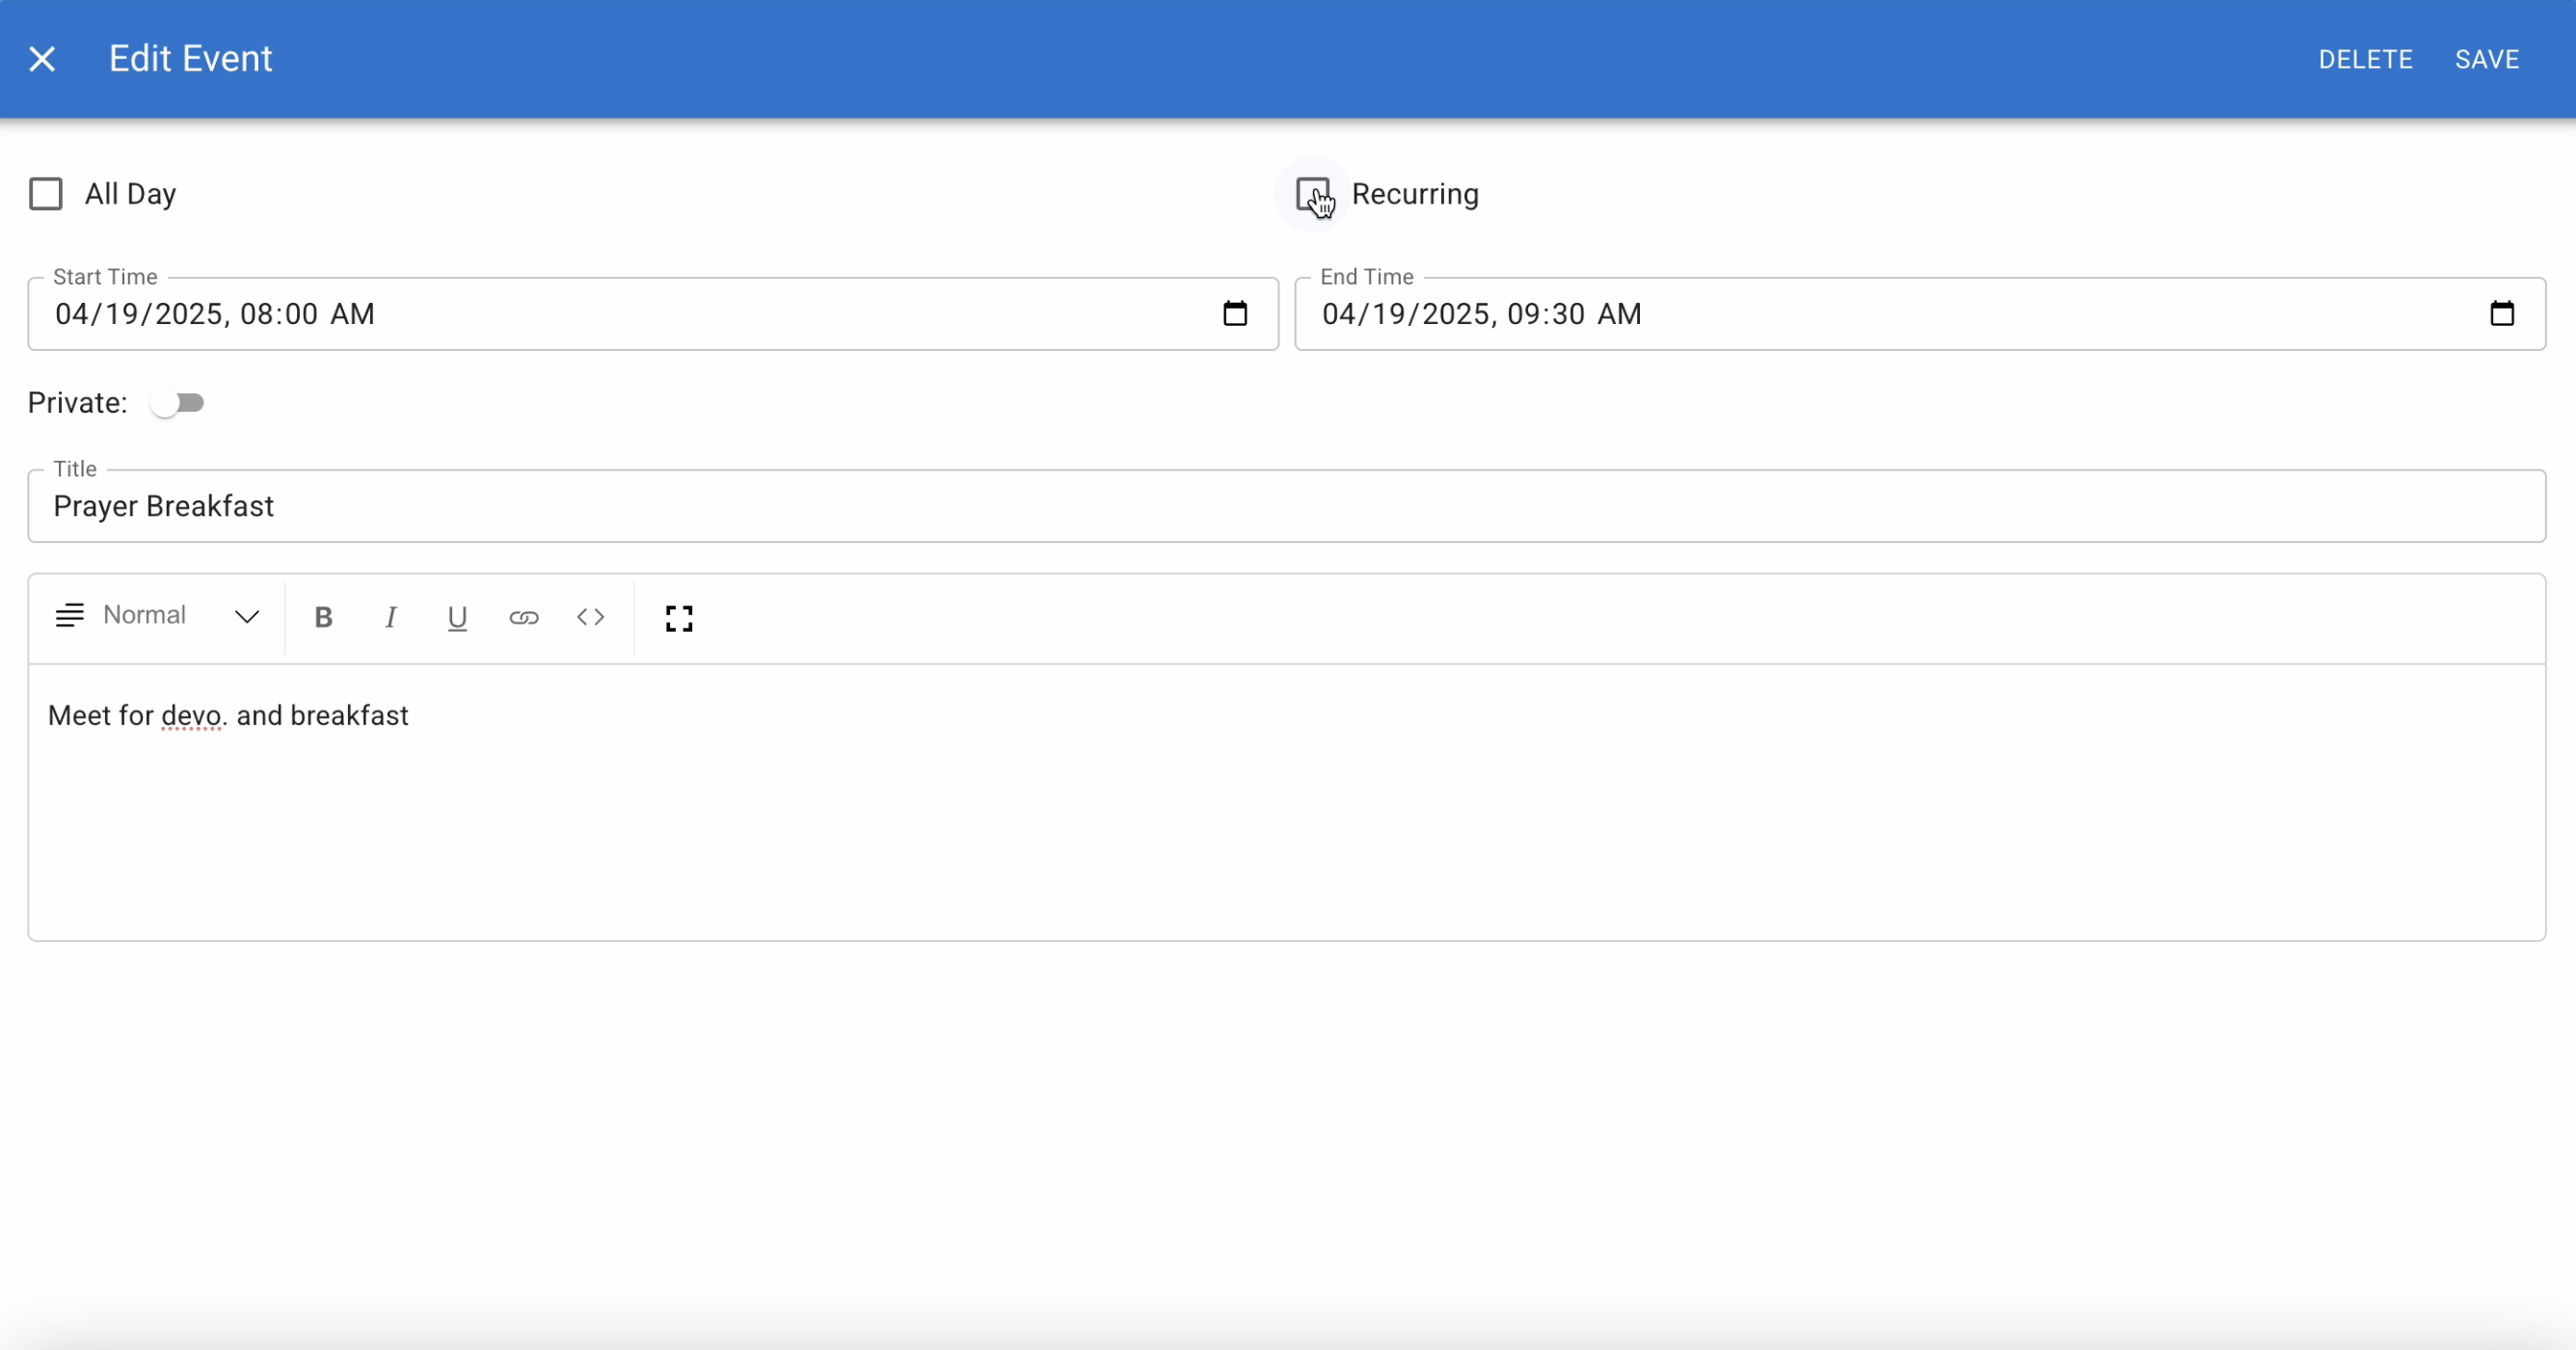 Edit Event
DELETE SAVE
All Day
Recurring
Start Time
04/19/2025, 08:00 AM
End Time
04/19/2025, 09:30 AM
Private:
Title
Prayer Breakfast
Normal B I U
Meet for devo. and breakfast